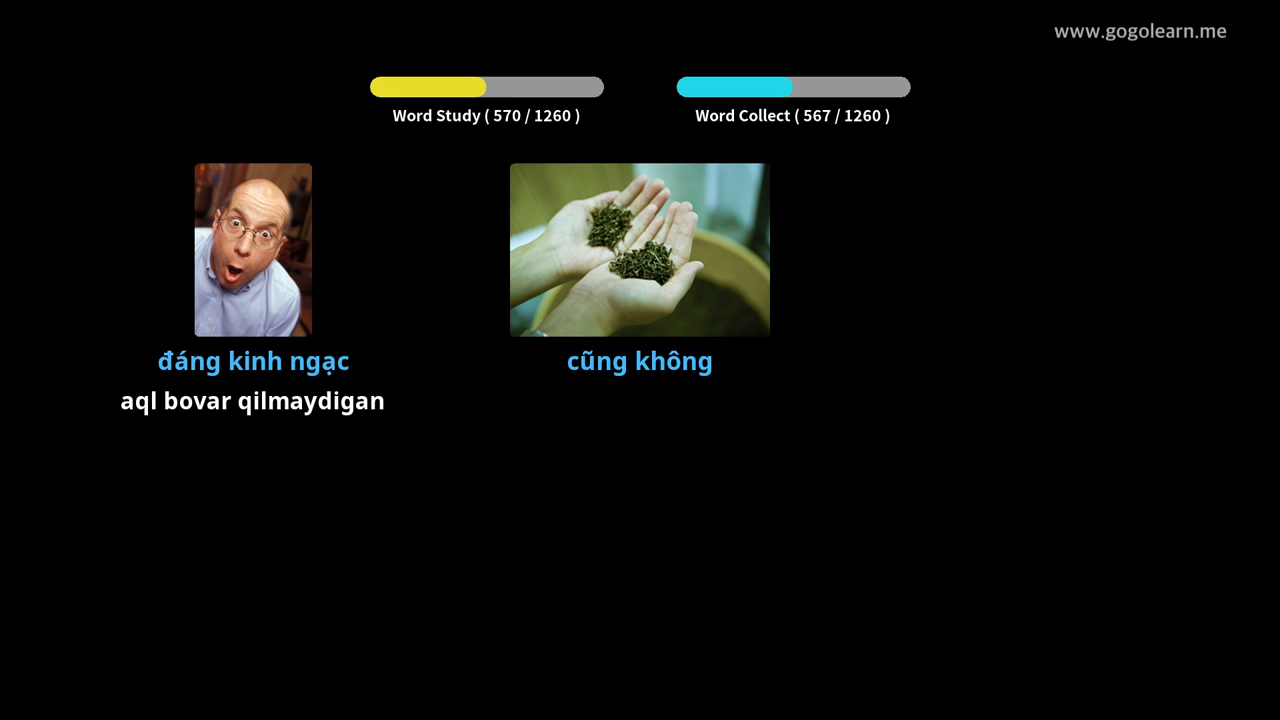 www.gogolearn.me
Word Study ( 570 / 1260 )
Word Collect ( 567 / 1260 )
đáng kinh ngạc
aql bovar qilmaydigan
cũng không